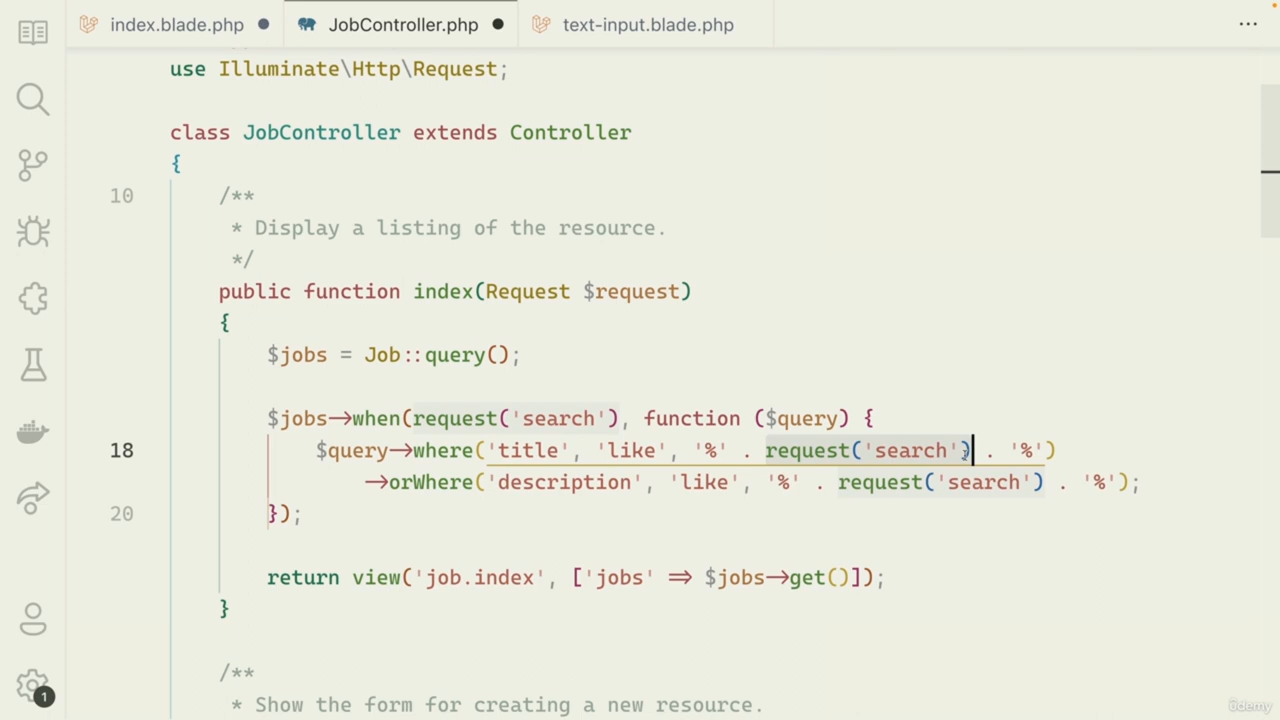 index.blade.php
JobController.php
text-input.blade.php
use Illuminate\Http\Request;
class JobController extends Controller
{
10 /**
* Display a listing of the resource.
*/
public function index(Request $request)
{
$jobs = Job::query();
$jobs->when(request('search'), function ($query) {
18 $query->where('title', 'like', '%' . request('search') . '%')
->orWhere('description', 'like', '%' . request('search') . '%');
20 });
return view('job.index', ['jobs' => $jobs->get()]);
}
/**
* Show the form for creating a new resource.
1
ûdemy